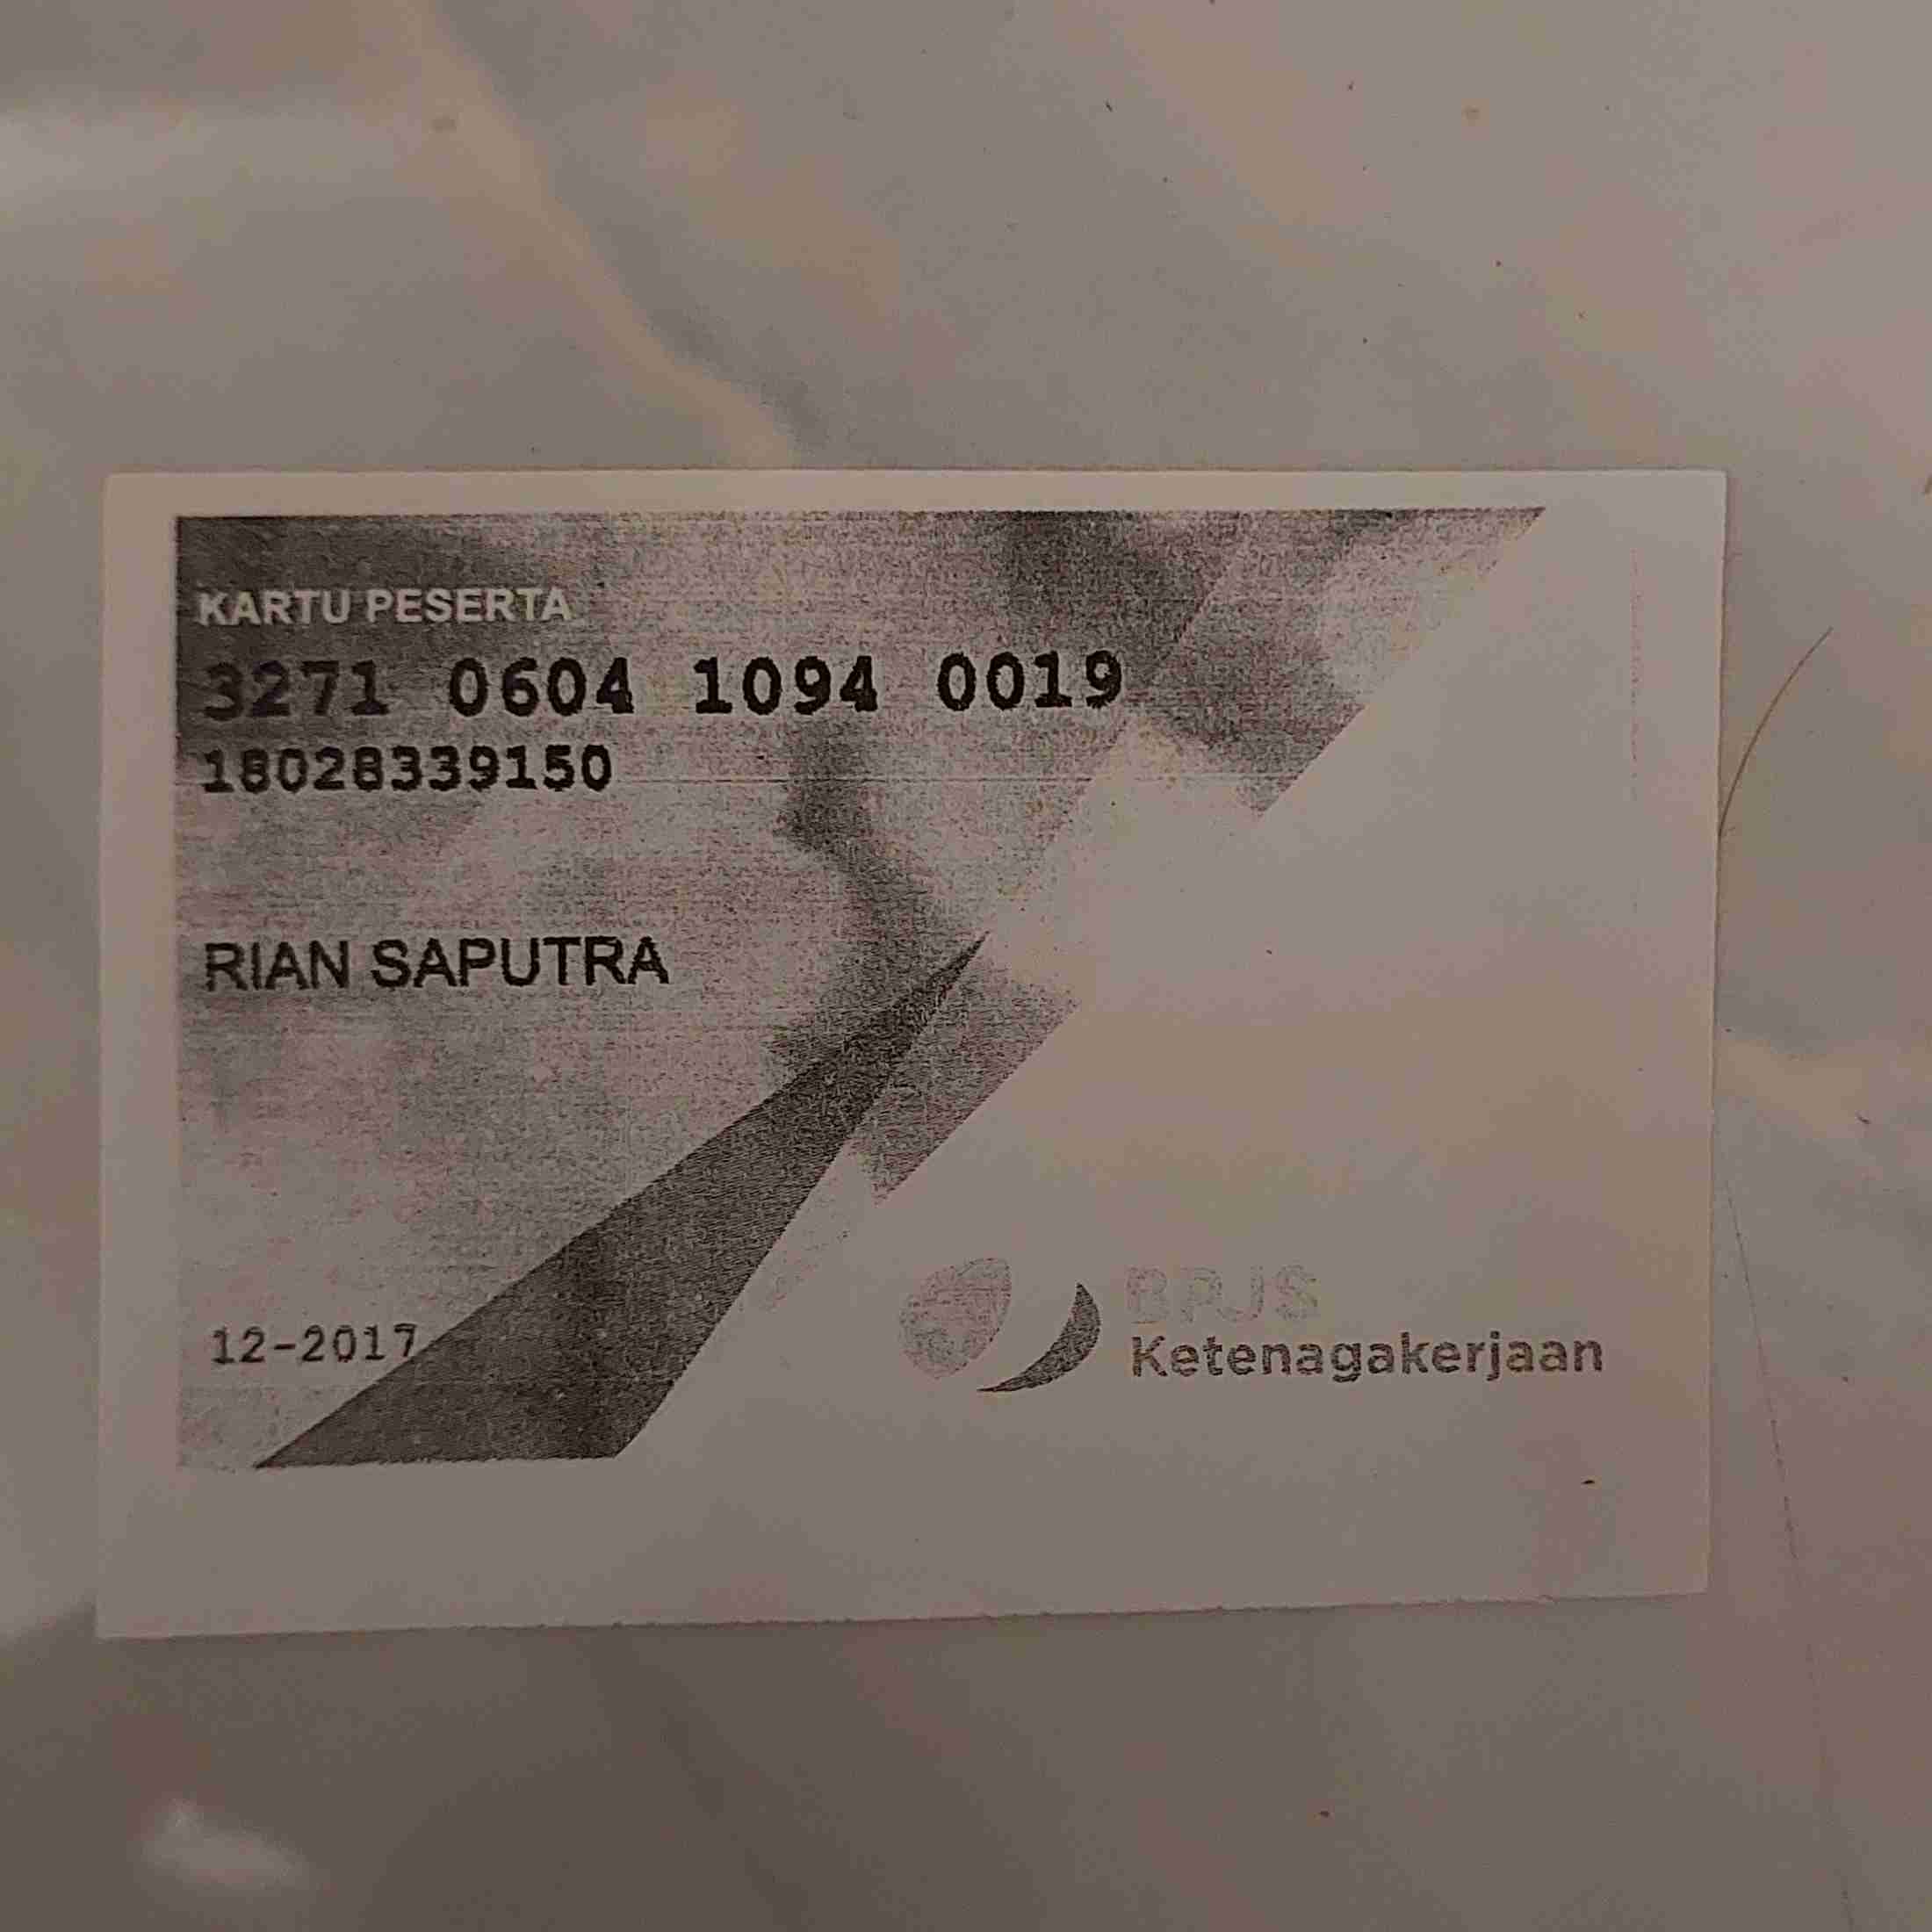 KARTU PESERTA
3271 0604 1094 0019
18028339150
RIAN SAPUTRA
12-2017
BPJS
Ketenagakerjaan